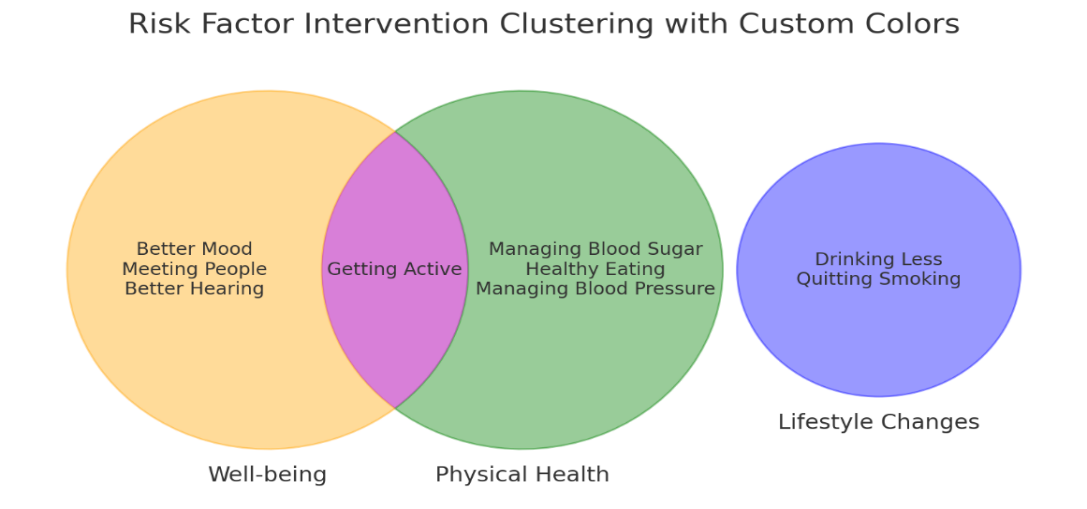 Risk Factor Intervention Clustering with Custom Colors
Better Mood
Meeting People
Better Hearing
Getting Active
Managing Blood Sugar
Healthy Eating
Managing Blood Pressure
Drinking Less
Quitting Smoking
Well-being
Physical Health
Lifestyle Changes